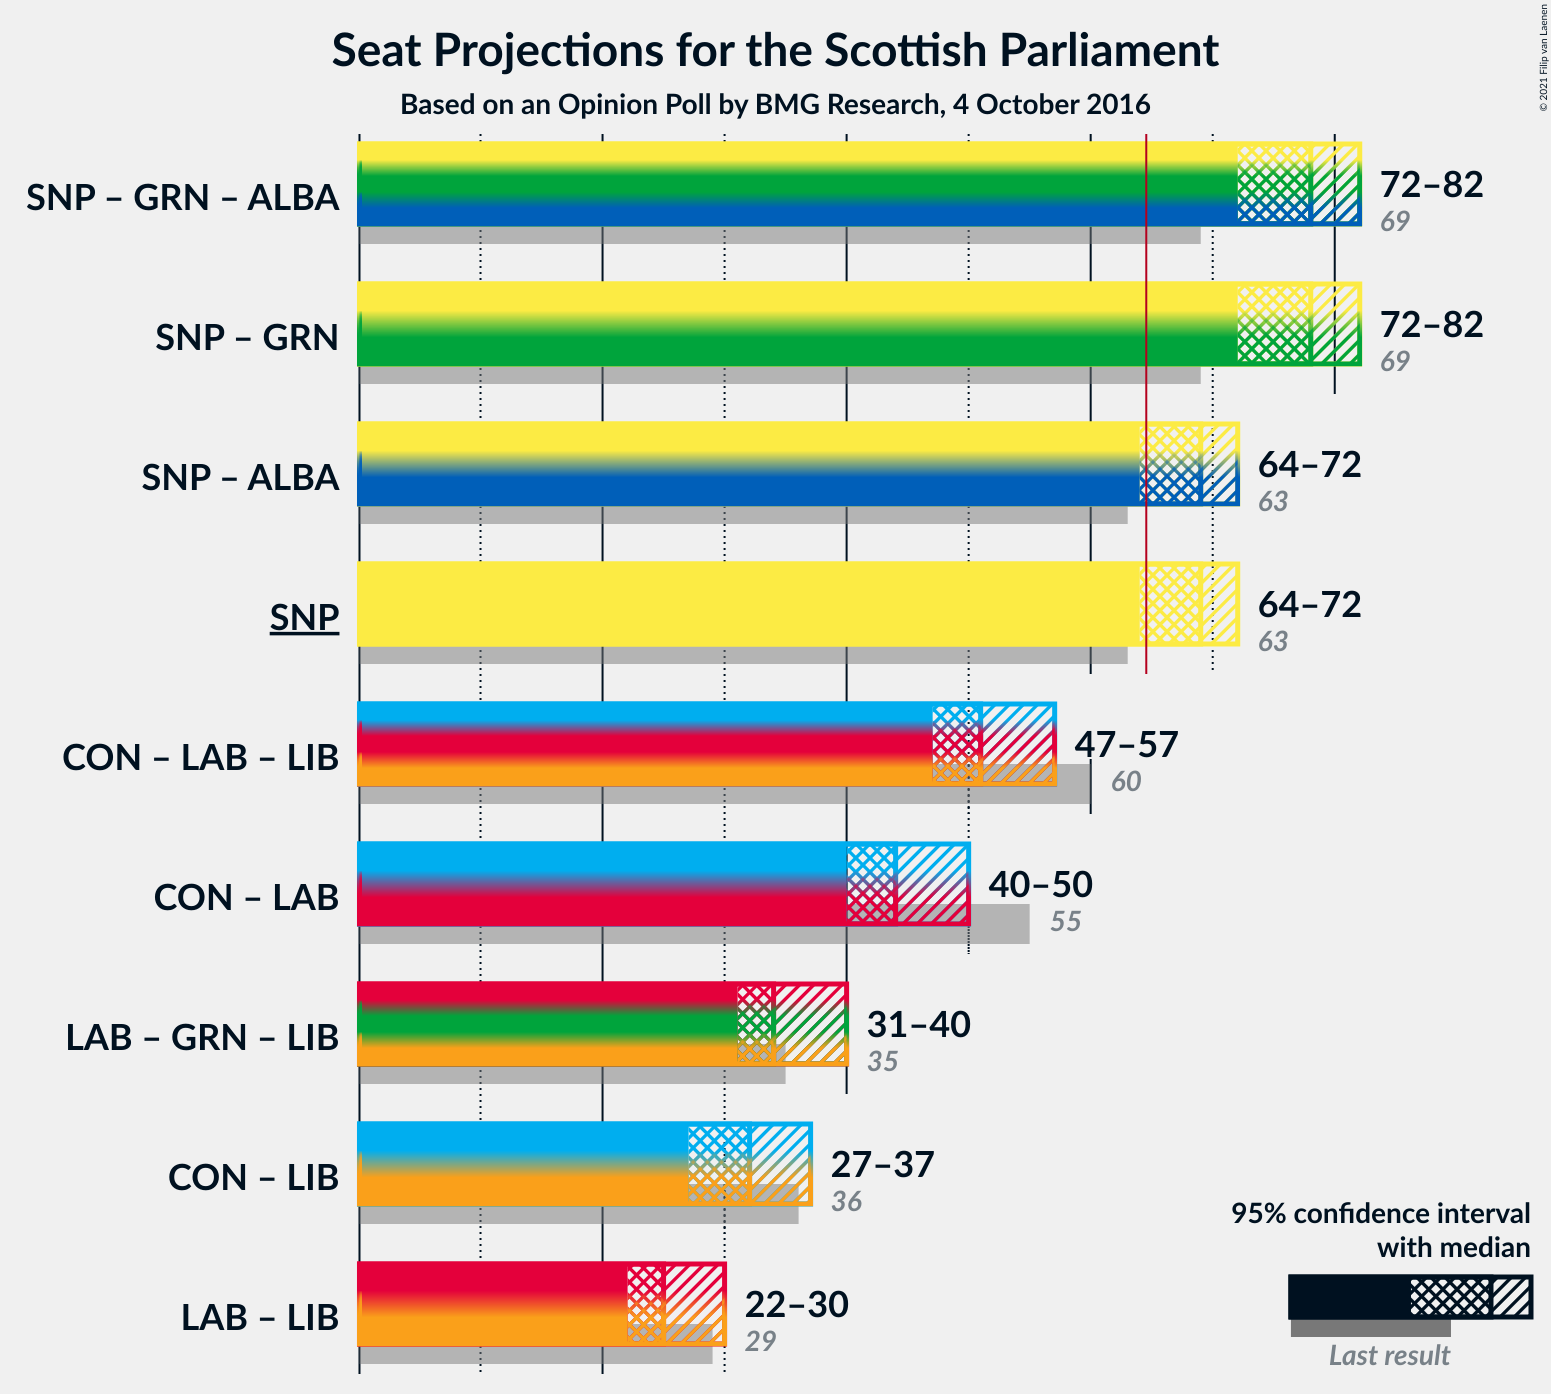 Seat Projections for the Scottish Parliament
Based on an Opinion Poll by BMG Research, 4 October 2016
© 2021 Filip van Laenen
SNP – GRN – ALBA
72–82
69
SNP – GRN
72–82
69
SNP – ALBA
64–72
63
SNP
64–72
63
CON – LAB – LIB
47–57
60
CON – LAB
40–50
55
LAB – GRN – LIB
31–40
35
CON – LIB
27–37
36
LAB – LIB
22–30
29
95% confidence interval
with median
Last result